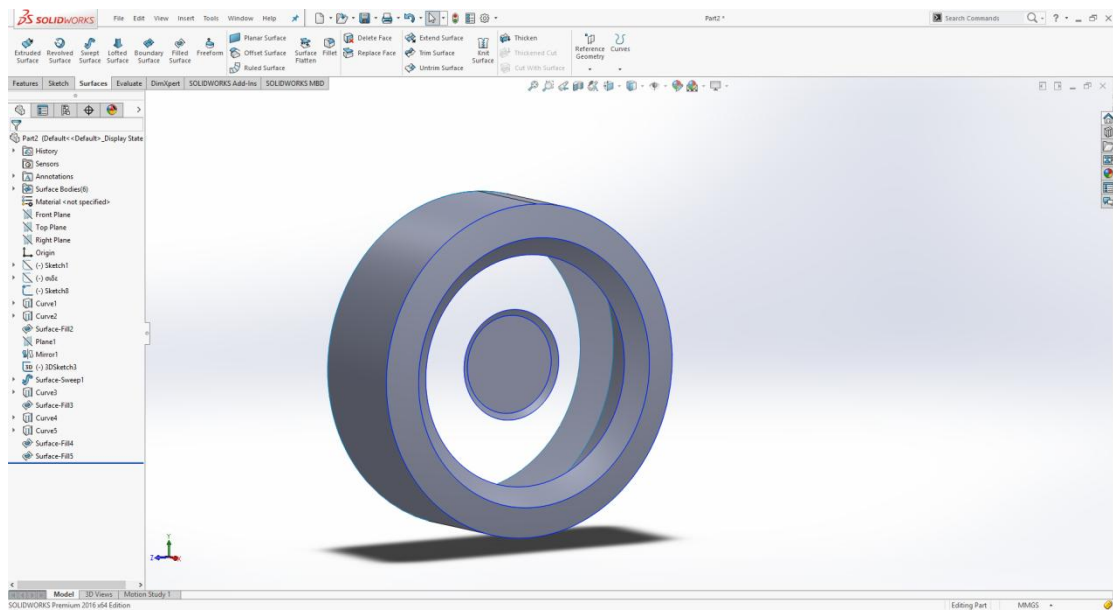 SOLIDWORKS File Edit View Insert Tools Window Help Part2 * Search Commands
Extruded Surface Revolved Surface Swept Surface Lofted Surface Boundary Surface Filled Surface Freeform Planar Surface Offset Surface Ruled Surface Surface Flatten Fillet Delete Face Replace Face Extend Surface Trim Surface Untrim Surface Knit Surface Thicken Thickened Cut Cut With Surface Reference Geometry Curves
Features Sketch Surfaces Evaluate DimXpert SOLIDWORKS Add-Ins SOLIDWORKS MBD
Part2 (Default<<Default>_Display State
History
Sensors
Annotations
Surface Bodies(6)
Material <not specified>
Front Plane
Top Plane
Right Plane
Origin
(-) Sketch1
(-)
(-) Sketch8
Curve1
Curve2
Surface-Fill2
Plane1
Mirror1
3D (-) 3DSketch3
Surface-Sweep1
Curve3
Surface-Fill3
Curve4
Curve5
Surface-Fill4
Surface-Fill5
Y
Z X
Model 3D Views Motion Study 1
SOLIDWORKS Premium 2016 x64 Edition Editing Part MMGS